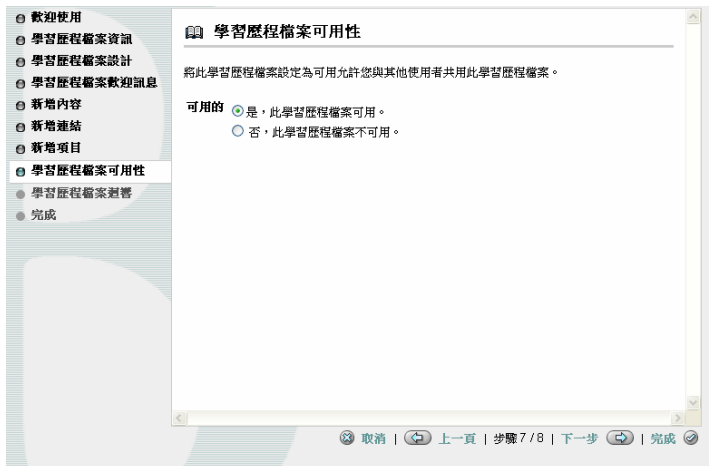 歡迎使用
學習歷程檔案資訊
學習歷程檔案設計
學習歷程檔案歡迎訊息
新增內容
新增連結
新增項目
學習歷程檔案可用性
學習歷程檔案迴響
完成
學習歷程檔案可用性
將此學習歷程檔案設定為可用允許您與其他使用者共用此學習歷程檔案。
可用的 是，此學習歷程檔案可用。
否，此學習歷程檔案不可用。
取消 | 上一頁 | 步驟 7 / 8 | 下一步 | 完成